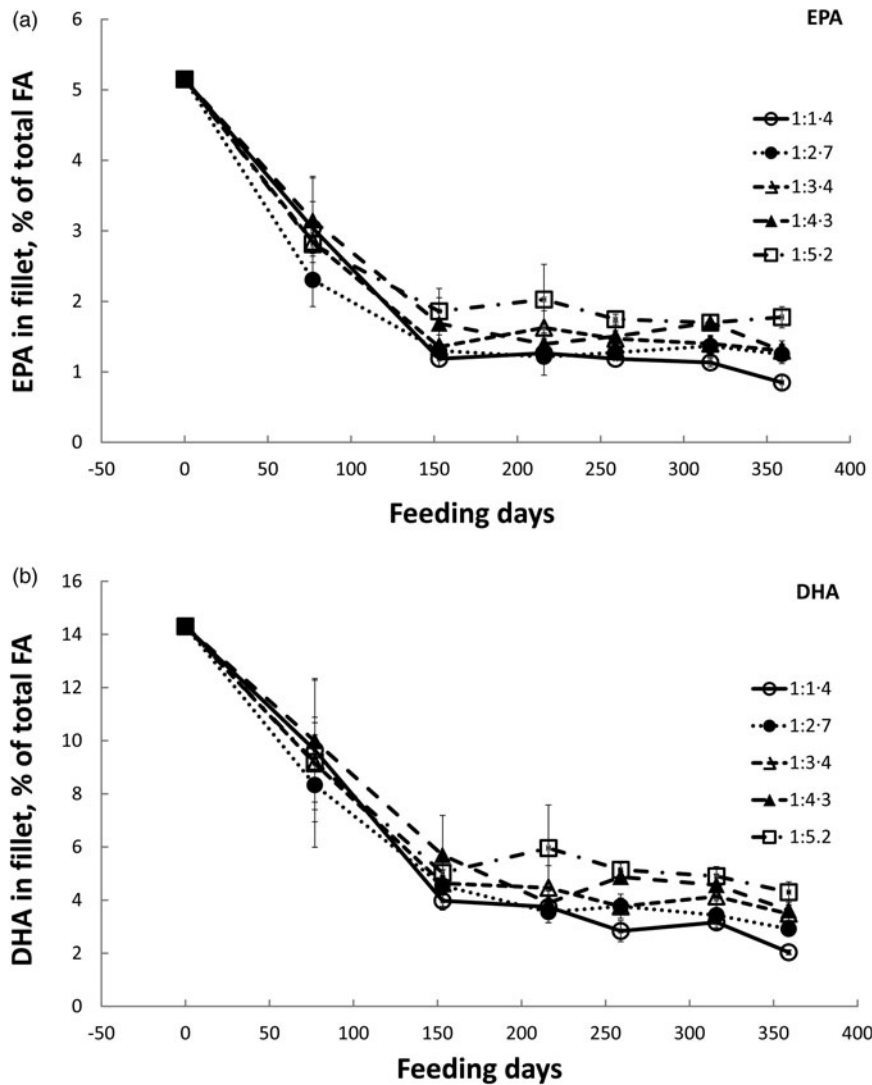 (a)
EPA
EPA in fillet, % of total FA
6
5
4
3
2
1
0
1:1·4
1:2·7
1:3·4
1:4·3
1:5·2
-50 0 50 100 150 200 250 300 350 400
Feeding days
(b)
DHA
DHA in fillet, % of total FA
16
14
12
10
8
6
4
2
0
1:1·4
1:2·7
1:3·4
1:4·3
1:5.2
-50 0 50 100 150 200 250 300 350 400
Feeding days